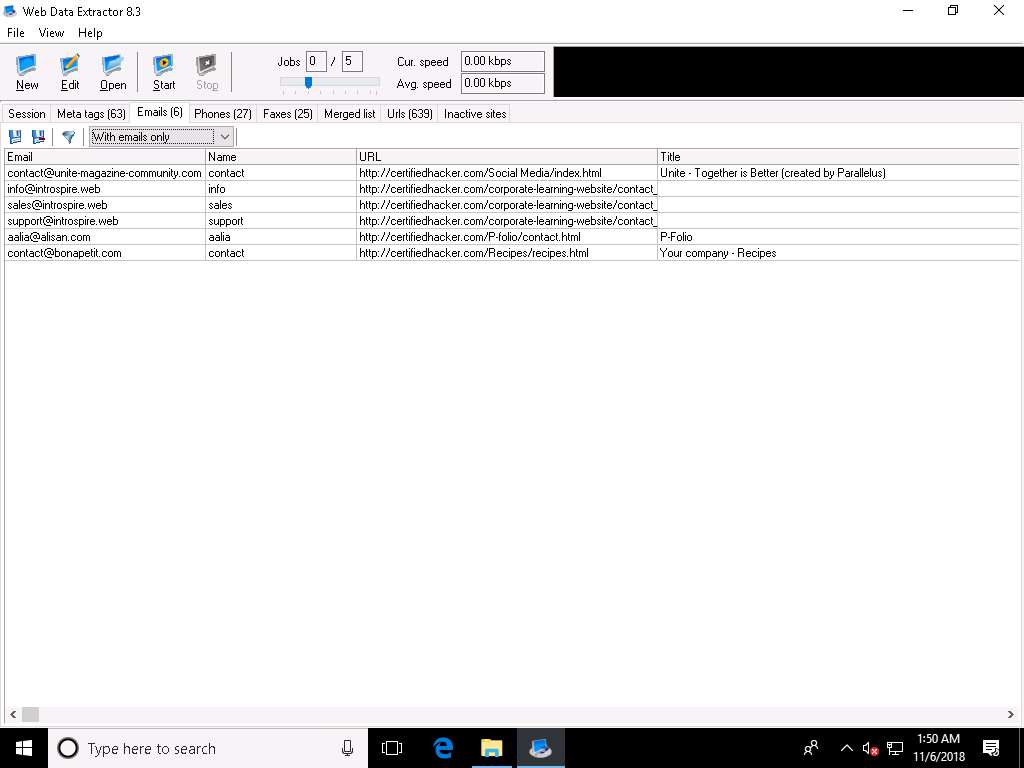 Web Data Extractor 8.3
File View Help
New Edit Open Start Stop Jobs 0 / 5 Cur. speed 0.00 kbps
Avg. speed 0.00 kbps
Session Meta tags (63) Emails (6) Phones (27) Faxes (25) Merged list Urls (639) Inactive sites
With emails only
Email Name URL Title
contact@unite-magazine-community.com contact http://certifiedhacker.com/Social Media/index.html Unite - Together is Better (created by Parallelus)
info@introspire.web info http://certifiedhacker.com/corporate-learning-website/contact_
sales@introspire.web sales http://certifiedhacker.com/corporate-learning-website/contact_
support@introspire.web support http://certifiedhacker.com/corporate-learning-website/contact_
aalia@alisan.com aalia http://certifiedhacker.com/P-folio/contact.html P-Folio
contact@bonapetit.com contact http://certifiedhacker.com/Recipes/recipes.html Your company - Recipes
Type here to search
1:50 AM
11/6/2018